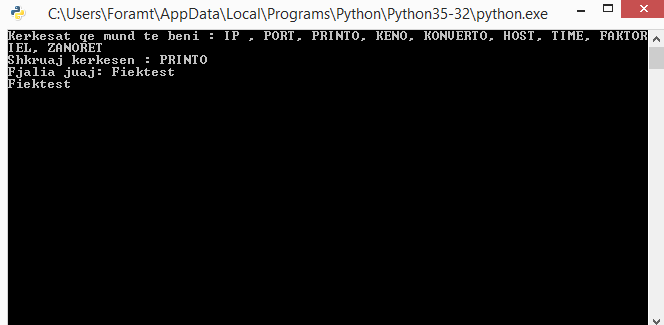 C:\Users\Foramt\AppData\Local\Programs\Python\Python35-32\python.exe
Kerkesat qe mund te beni : IP , PORT, PRINTO, KENO, KONVERTO, HOST, TIME, FAKTOR
IEL, ZANORET
Shkruaj kerkesen : PRINTO
Fjalia juaj: Fiektest
Fiektest